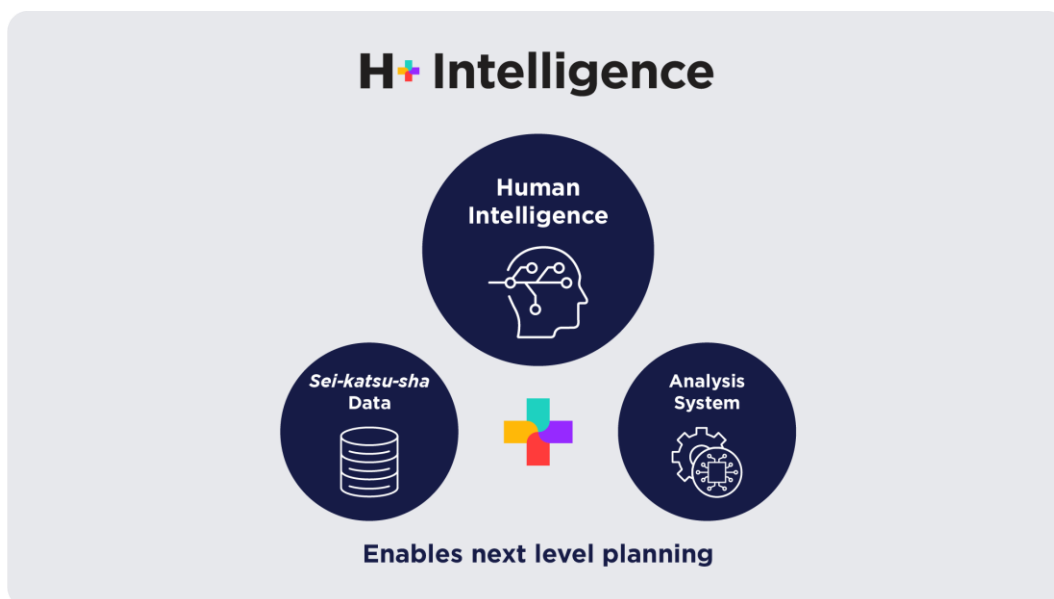 H+ Intelligence
Human
Intelligence
Sei-katsu-sha
Data
Analysis
System
Enables next level planning